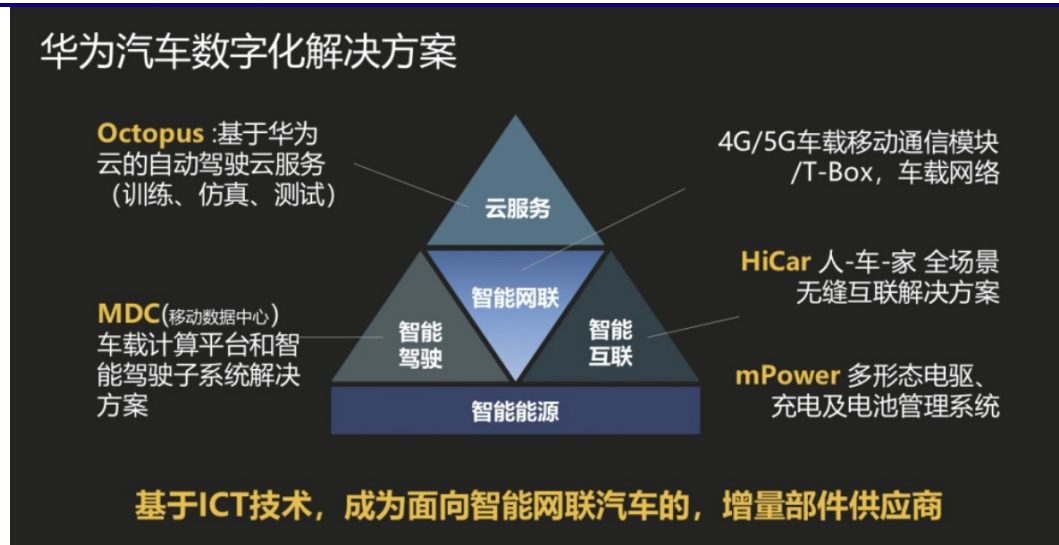 华为汽车数字化解决方案
Octopus :基于华为
云的自动驾驶云服务
（训练、仿真、测试）
4G/5G车载移动通信模块
/T-Box，车载网络
云服务
HiCar 人-车-家 全场景
无缝互联解决方案
智能网联
MDC(移动数据中心)
车载计算平台和智
能驾驶子系统解决
方案
智能
驾驶
智能
互联
mPower 多形态电驱、
充电及电池管理系统
智能能源
基于ICT技术，成为面向智能网联汽车的，增量部件供应商